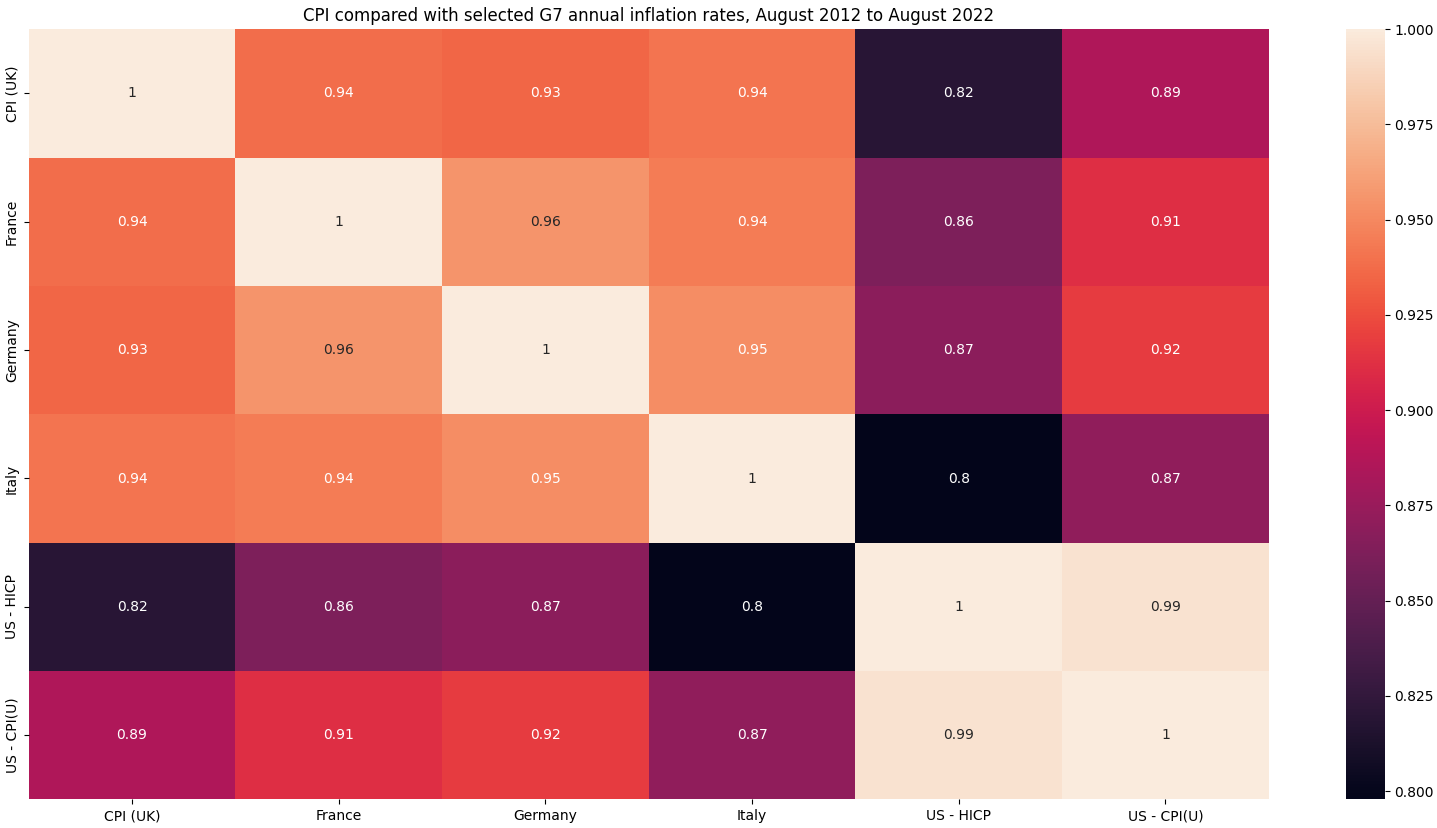 CPI compared with selected G7 annual inflation rates, August 2012 to August 2022
CPI (UK) 1 0.94 0.93 0.94 0.82 0.89
France 0.94 1 0.96 0.94 0.86 0.91
Germany 0.93 0.96 1 0.95 0.87 0.92
Italy 0.94 0.94 0.95 1 0.8 0.87
US - HICP 0.82 0.86 0.87 0.8 1 0.99
US - CPI(U) 0.89 0.91 0.92 0.87 0.99 1
CPI (UK) France Germany Italy US - HICP US - CPI(U)
1.000
0.975
0.950
0.925
0.900
0.875
0.850
0.825
0.800